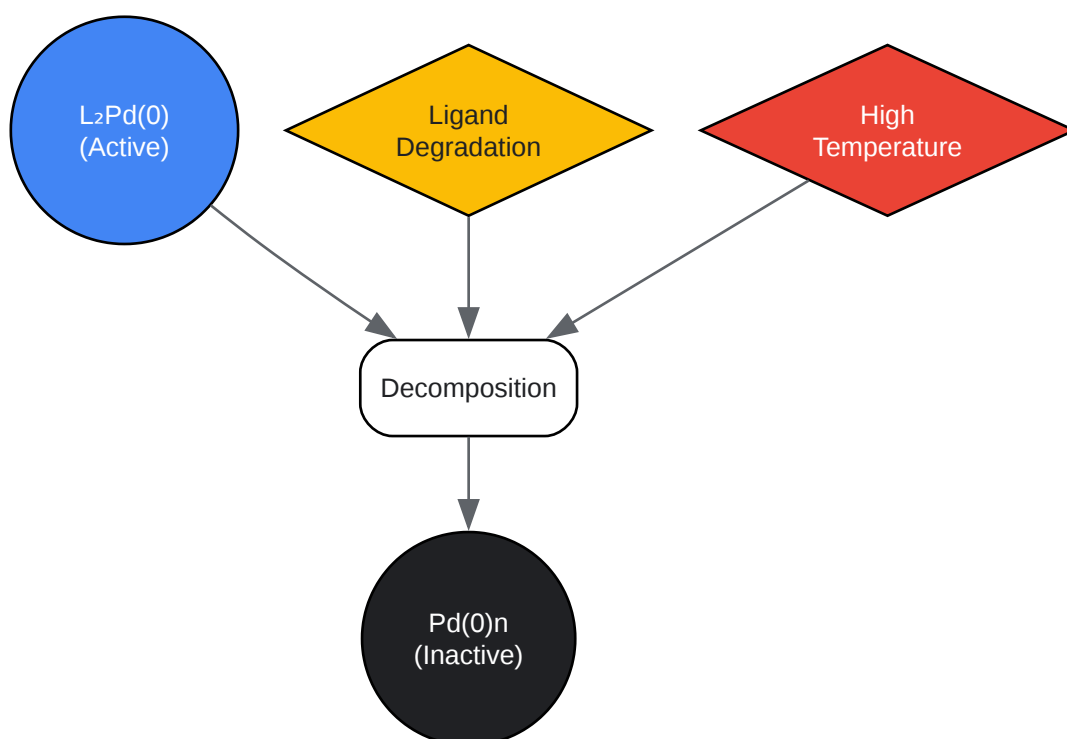 L₂Pd(0)
(Active)
Ligand
Degradation
High
Temperature
Decomposition
Pd(0)n
(Inactive)